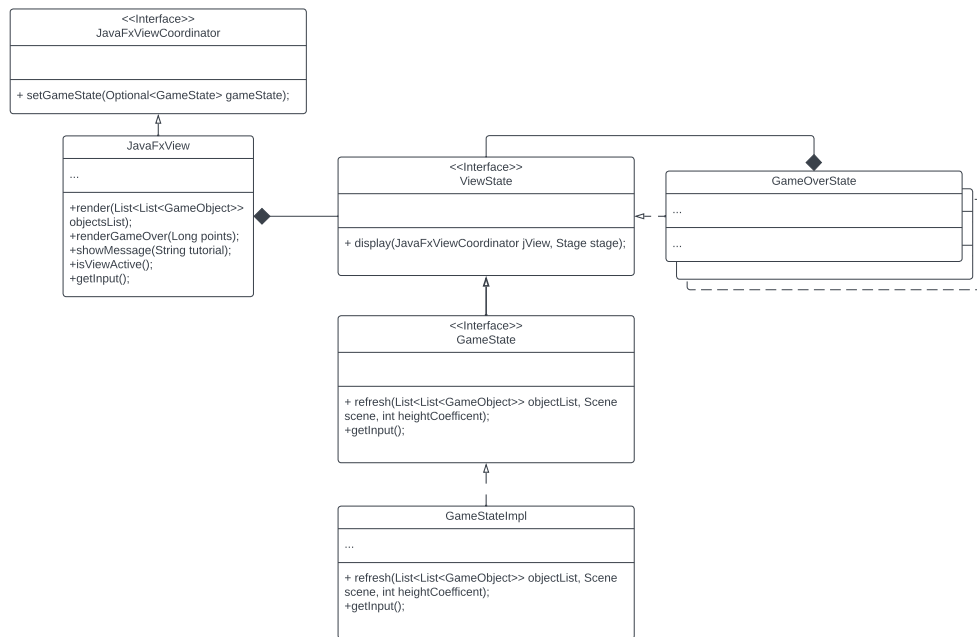 <<Interface>>
JavaFxViewCoordinator
+ setGameState(Optional<GameState> gameState);
JavaFxView
...
+render(List<List<GameObject>>
objectsList);
+renderGameOver(Long points);
+showMessage(String tutorial);
+isViewActive();
+getInput();
<<Interface>>
ViewState
+ display(JavaFxViewCoordinator jView, Stage stage);
GameOverState
...
...
<<Interface>>
GameState
+ refresh(List<List<GameObject>> objectList, Scene
scene, int heightCoefficent);
+getInput();
GameStateImpl
...
+ refresh(List<List<GameObject>> objectList, Scene
scene, int heightCoefficent);
+getInput();